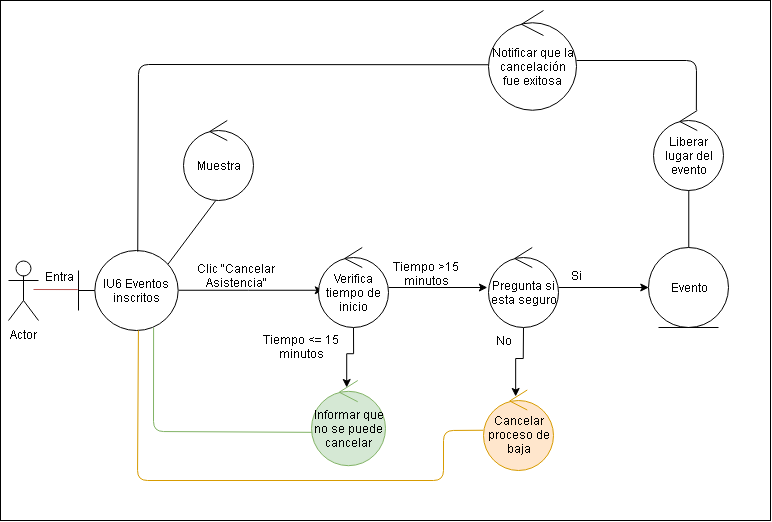 Notificar que la
cancelación
fue exitosa
Muestra
Liberar
lugar del
evento
Entra
IU6 Eventos
inscritos
Clic "Cancelar
Asistencia"
Verifica
tiempo de
inicio
Tiempo >15
minutos
Pregunta si
esta seguro
Si
Evento
Actor
Tiempo <= 15
minutos
No
Informar que
no se puede
cancelar
Cancelar
proceso de
baja